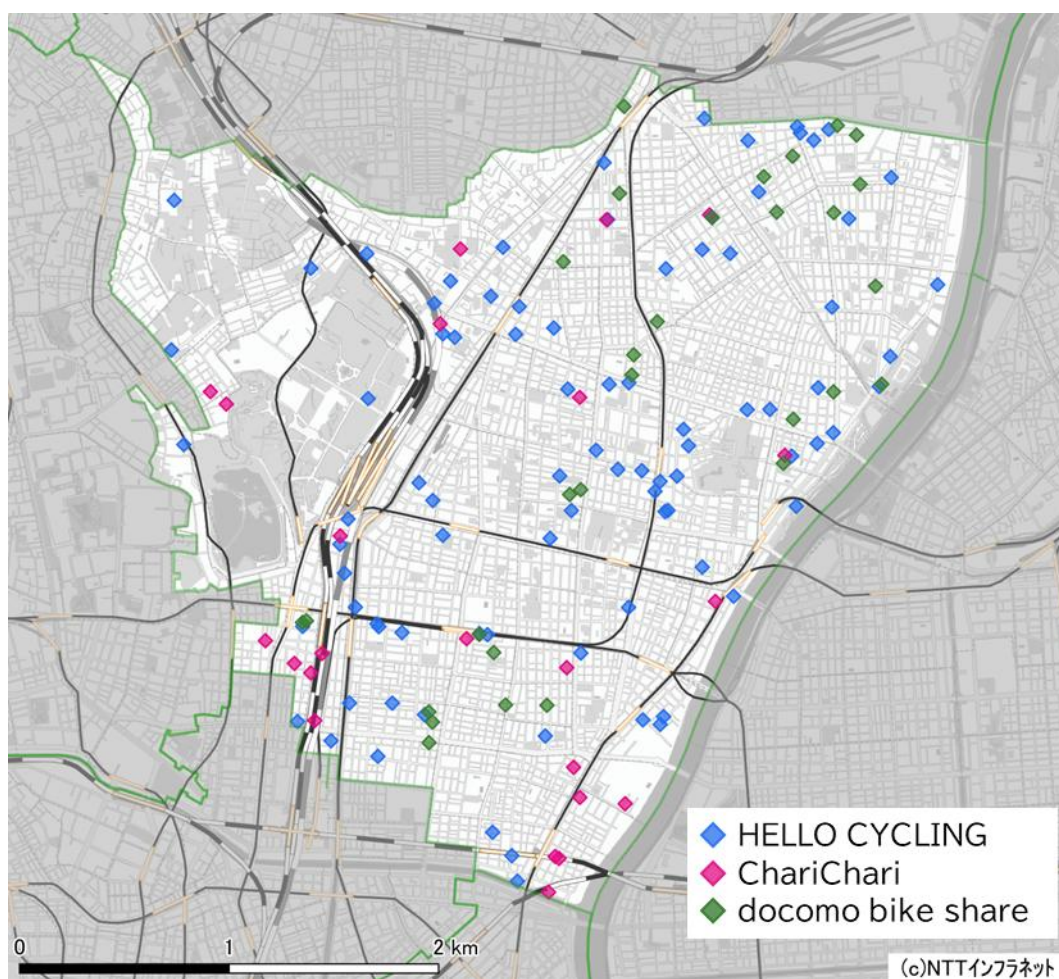 HELLO CYCLING
ChariChari
docomo bike share
0 1 2 km
(c)NTTインフラネット